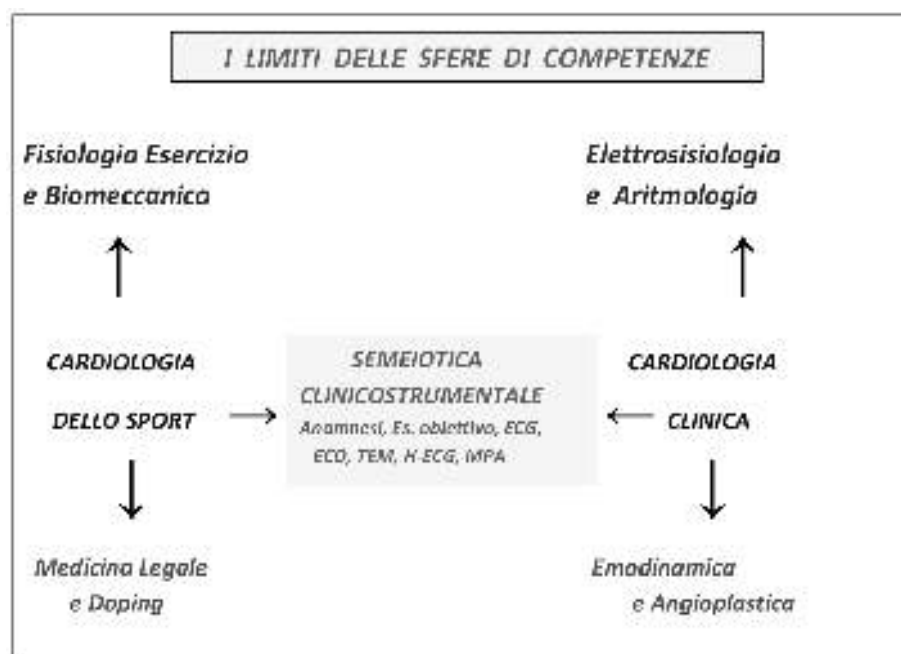 I LIMITI DELLE SFERE DI COMPETENZE
Fisiologia Esercizio
e Biomeccanica
Elettrosisiologia
e Aritmologia
CARDIOLOGIA
DELLO SPORT
SEMEIOTICA
CLINICOSTRUMENTALE
Anamnesi, Es. obiettivo, ECG,
ECO, TEM, H-ECG, MPA
CARDIOLOGIA
CLINICA
Medicina Legale
e Doping
Emodinamica
e Angioplastica